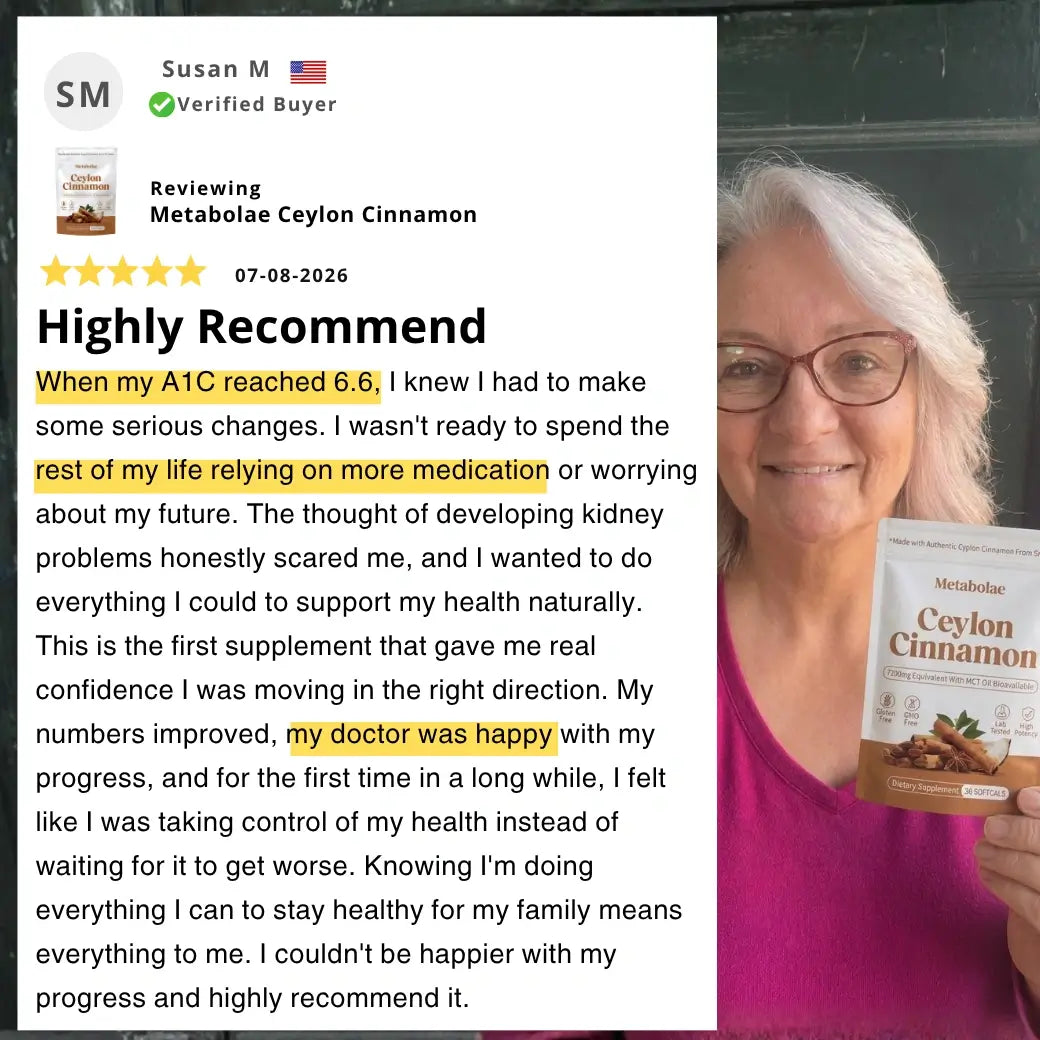 SM
Susan M
Verified Buyer
Metabolae
Ceylon
Cinnamon
Reviewing
Metabolae Ceylon Cinnamon
07-08-2026
Highly Recommend
When my A1C reached 6.6, I knew I had to make
some serious changes. I wasn't ready to spend the
rest of my life relying on more medication or worrying
about my future. The thought of developing kidney
problems honestly scared me, and I wanted to do
everything I could to support my health naturally.
This is the first supplement that gave me real
confidence I was moving in the right direction. My
numbers improved, my doctor was happy with my
progress, and for the first time in a long while, I felt
like I was taking control of my health instead of
waiting for it to get worse. Knowing I'm doing
everything I can to stay healthy for my family means
everything to me. I couldn't be happier with my
progress and highly recommend it.
*Made with Authentic Cyplon Cinnamon From
Metabolae
Ceylon
Cinnamon
7200mg Equivalent With MCT Oil Bioavailable
Gluten Free
GMO Free
Lab Tested
High Potency
Dietary Supplement
36 SOFTCALS